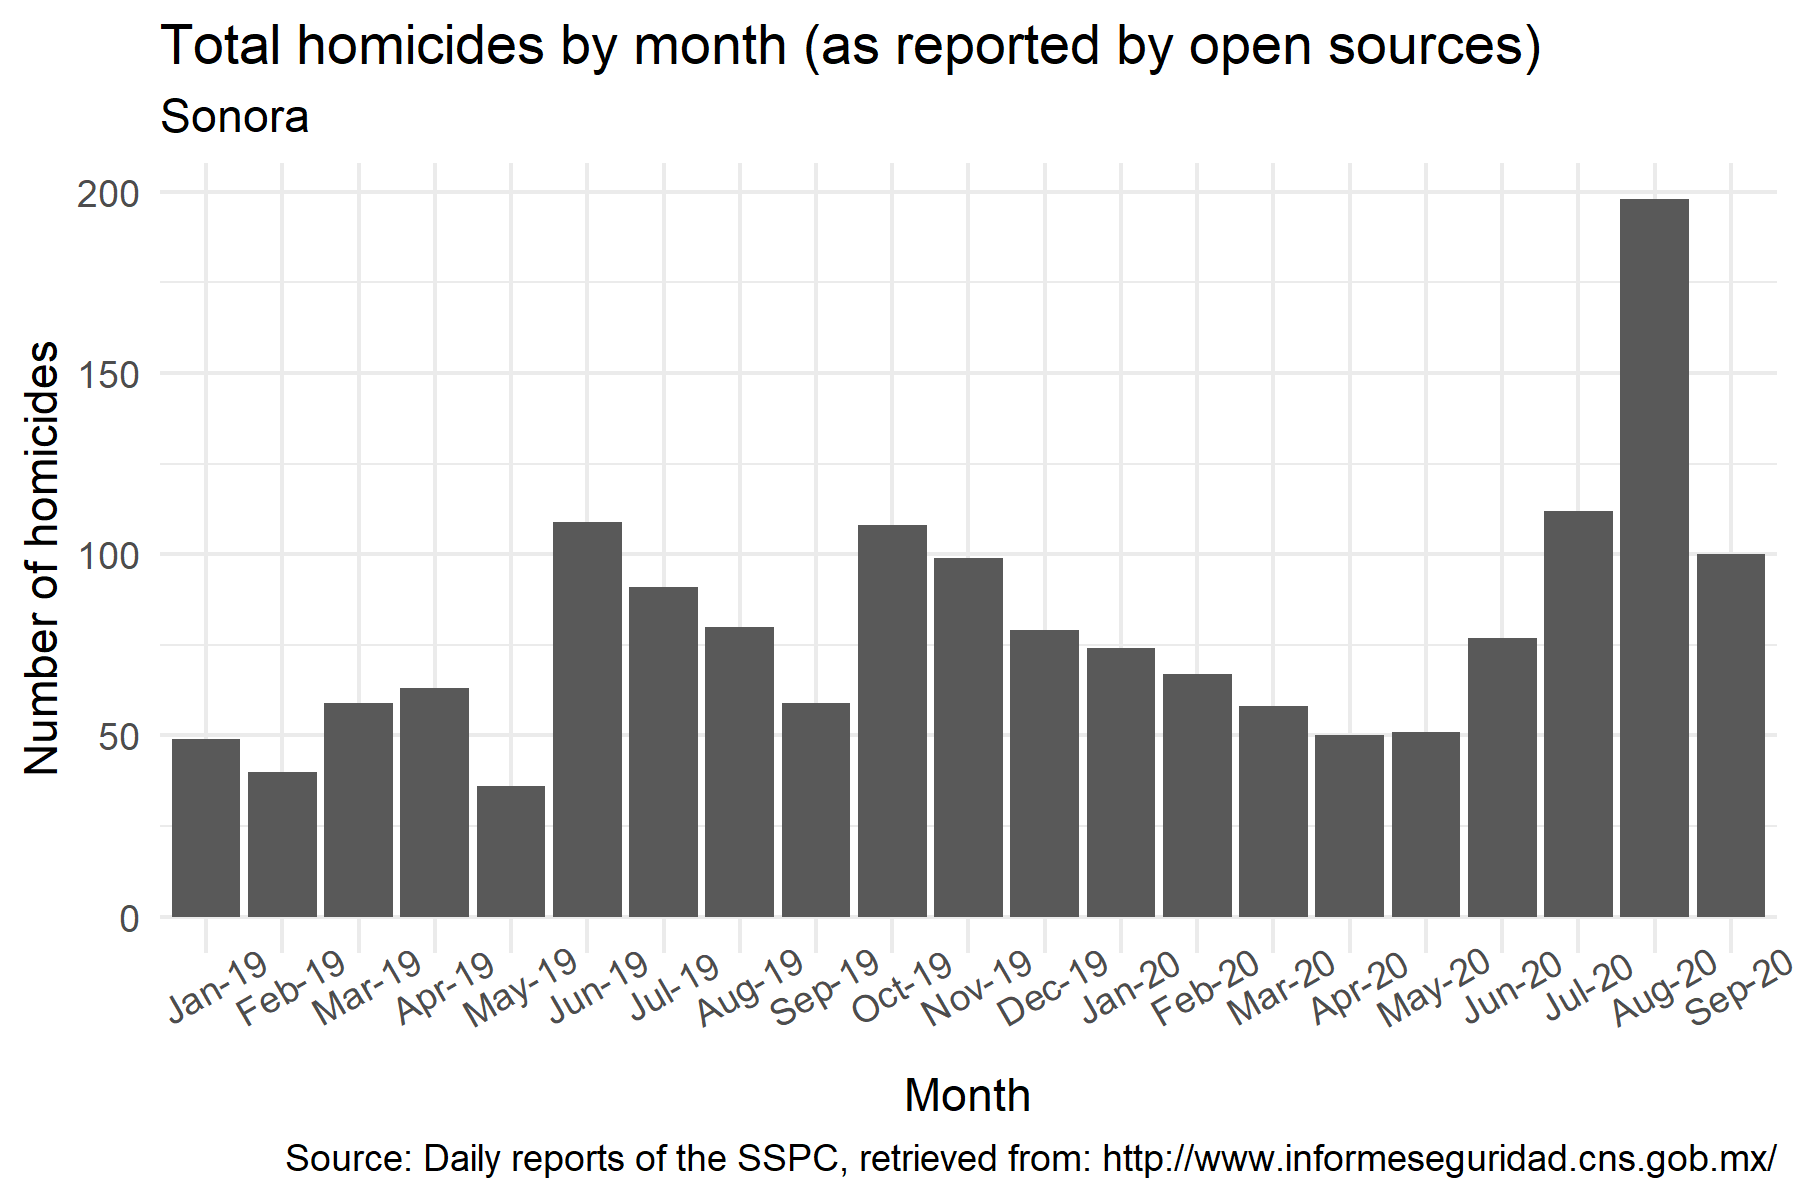 Total homicides by month (as reported by open sources)
Sonora
Number of homicides
200
150
100
50
0
Jan-19
Feb-19
Mar-19
Apr-19
May-19
Jun-19
Jul-19
Aug-19
Sep-19
Oct-19
Nov-19
Dec-19
Jan-20
Feb-20
Mar-20
Apr-20
May-20
Jun-20
Jul-20
Aug-20
Sep-20
Month
Source: Daily reports of the SSPC, retrieved from: http://www.informeseguridad.cns.gob.mx/